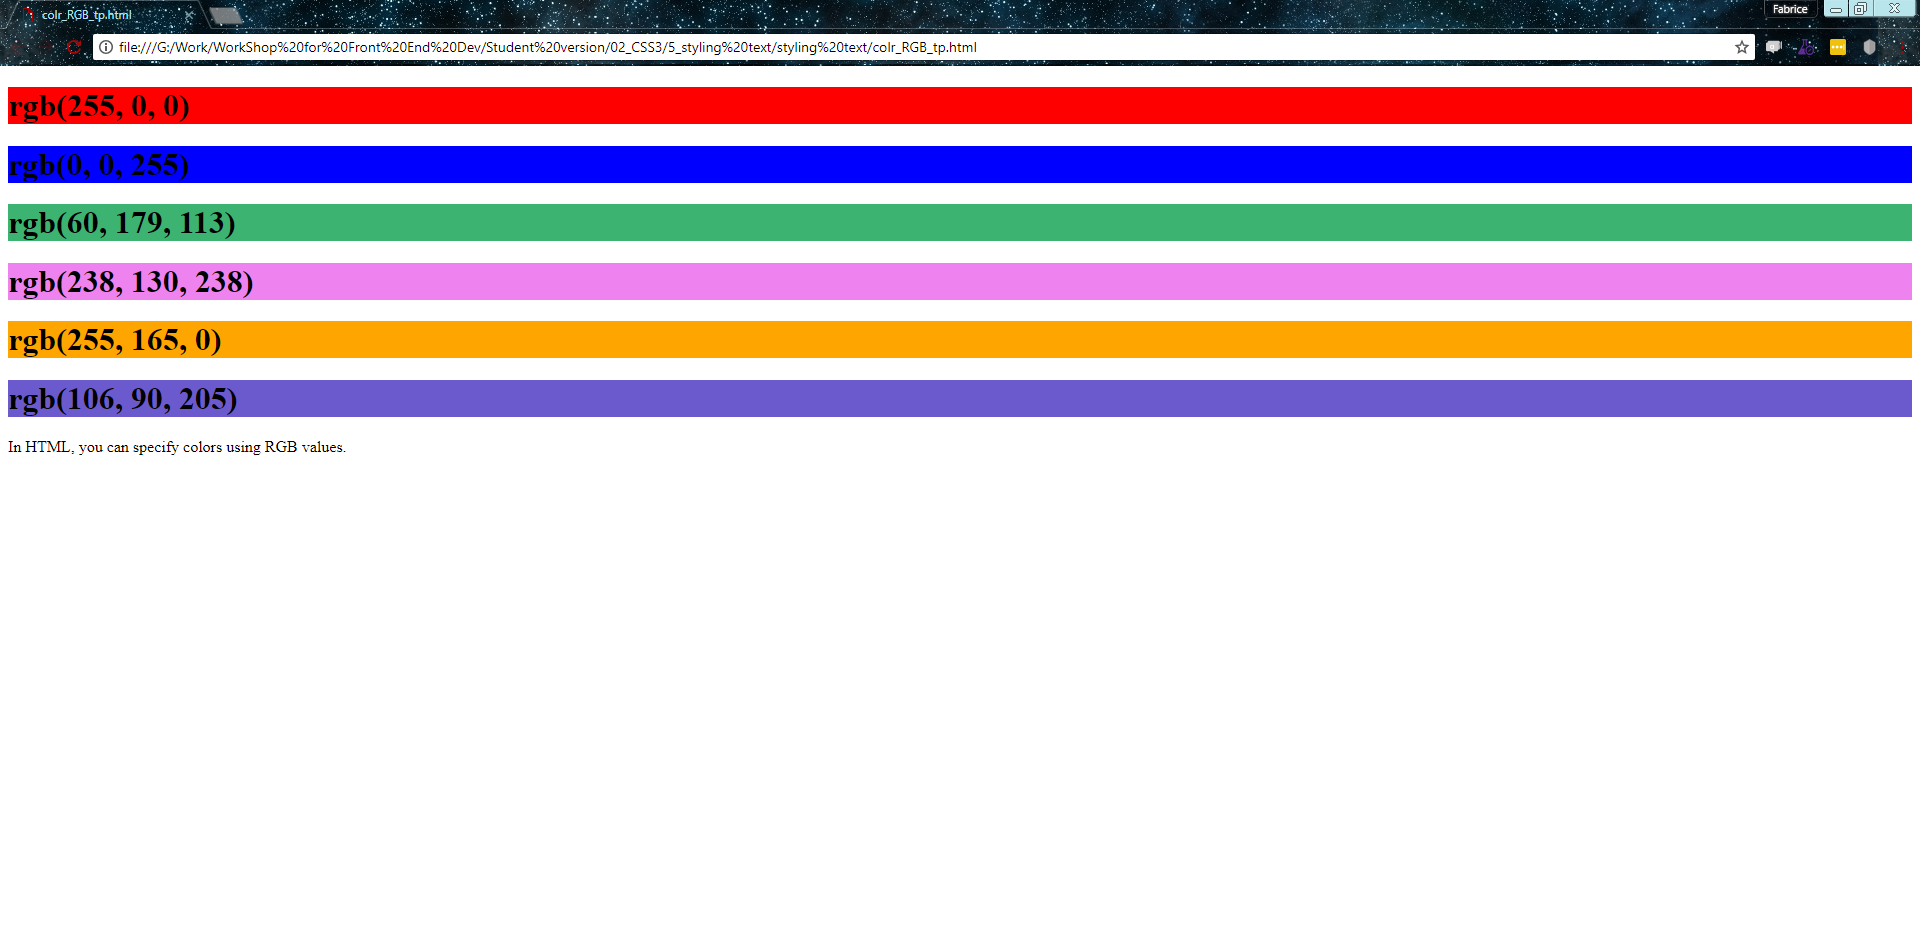 colr_RGB_tp.html
Fabrice
file:///G:/Work/WorkShop%20for%20Front%20End%20Dev/Student%20version/02_CSS3/5_styling%20text/styling%20text/colr_RGB_tp.html
rgb(255, 0, 0)
rgb(0, 0, 255)
rgb(60, 179, 113)
rgb(238, 130, 238)
rgb(255, 165, 0)
rgb(106, 90, 205)
In HTML, you can specify colors using RGB values.